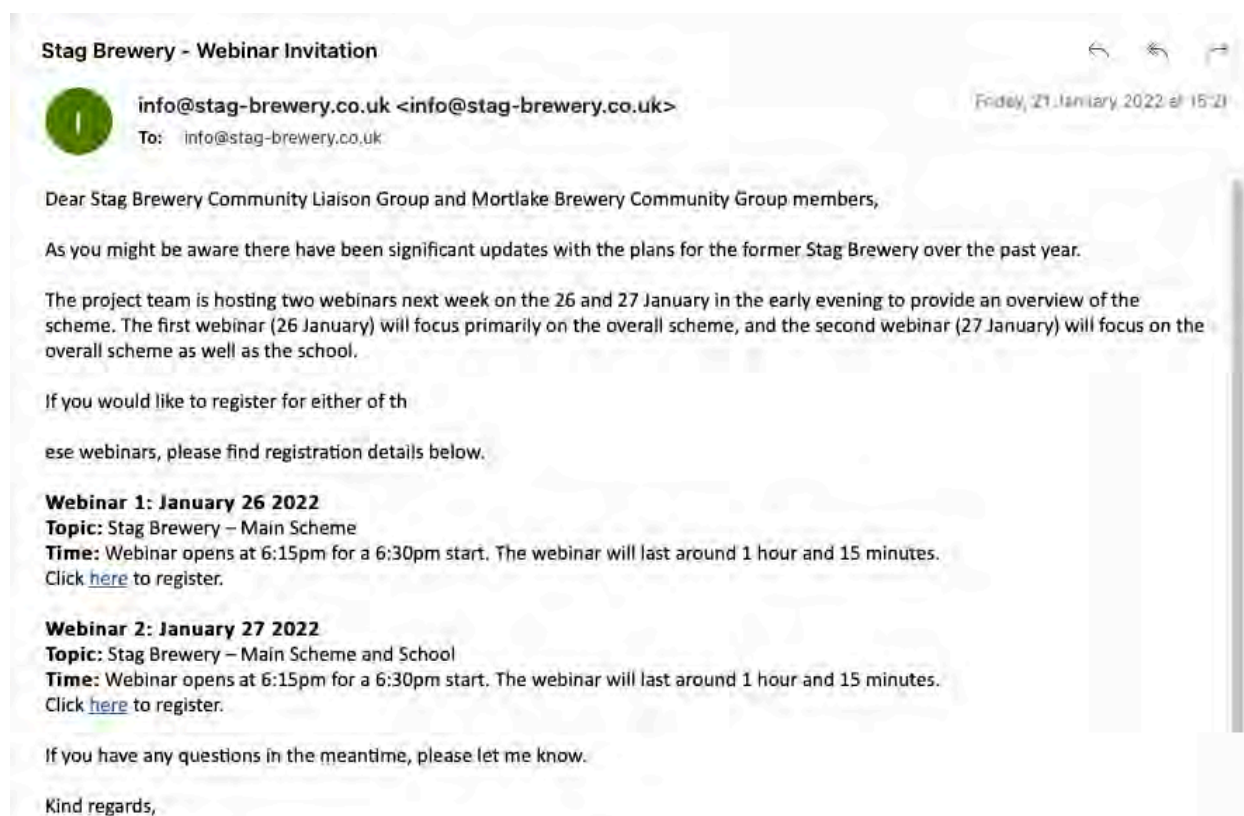 Stag Brewery - Webinar Invitation
I
info@stag-brewery.co.uk <info@stag-brewery.co.uk>
Friday, 21 January 2022 at 15:21
To: info@stag-brewery.co.uk
Dear Stag Brewery Community Liaison Group and Mortlake Brewery Community Group members,
As you might be aware there have been significant updates with the plans for the former Stag Brewery over the past year.
The project team is hosting two webinars next week on the 26 and 27 January in the early evening to provide an overview of the
scheme. The first webinar (26 January) will focus primarily on the overall scheme, and the second webinar (27 January) will focus on the
overall scheme as well as the school.
If you would like to register for either of th
ese webinars, please find registration details below.
Webinar 1: January 26 2022
Topic: Stag Brewery – Main Scheme
Time: Webinar opens at 6:15pm for a 6:30pm start. The webinar will last around 1 hour and 15 minutes.
Click here to register.
Webinar 2: January 27 2022
Topic: Stag Brewery – Main Scheme and School
Time: Webinar opens at 6:15pm for a 6:30pm start. The webinar will last around 1 hour and 15 minutes.
Click here to register.
If you have any questions in the meantime, please let me know.
Kind regards,